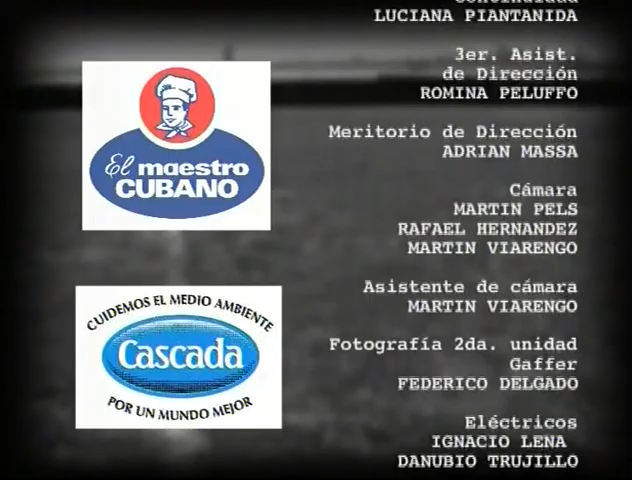 Continuidad
LUCIANA PIANTANIDA
3er. Asist.
de Dirección
ROMINA PELUFFO
Meritorio de Dirección
ADRIAN MASSA
Cámara
MARTIN PELS
RAFAEL HERNANDEZ
MARTIN VIARENGO
Asistente de cámara
MARTIN VIARENGO
Fotografía 2da. unidad
Gaffer
FEDERICO DELGADO
Eléctricos
IGNACIO LENA
DANUBIO TRUJILLO
El maestro
CUBANO
CUIDEMOS EL MEDIO AMBIENTE
Cascada
POR UN MUNDO MEJOR